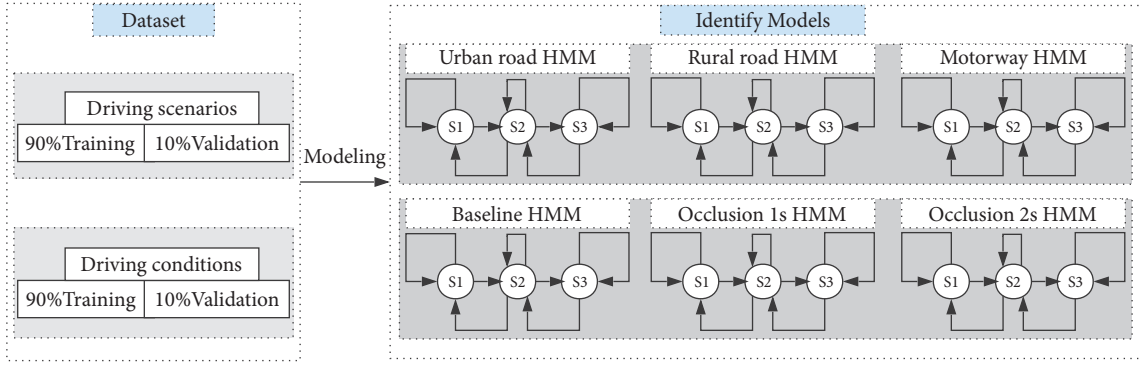 Dataset
Driving scenarios
90%Training 10%Validation
Driving conditions
90%Training 10%Validation
Modeling
Identify Models
Urban road HMM Rural road HMM Motorway HMM
S1 S2 S3 S1 S2 S3 S1 S2 S3
Baseline HMM Occlusion 1s HMM Occlusion 2s HMM
S1 S2 S3 S1 S2 S3 S1 S2 S3